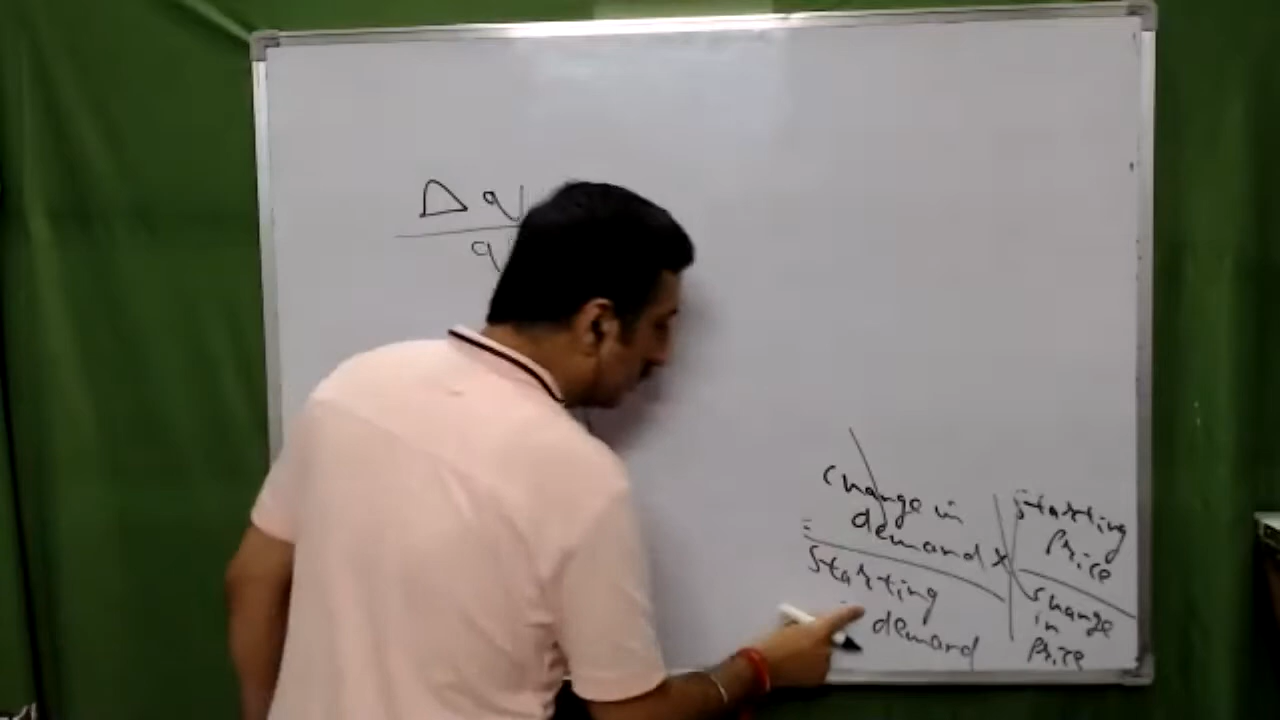 Δq
q
change in
demand
=
×
starting
demand
starting
Price
change
in
Price